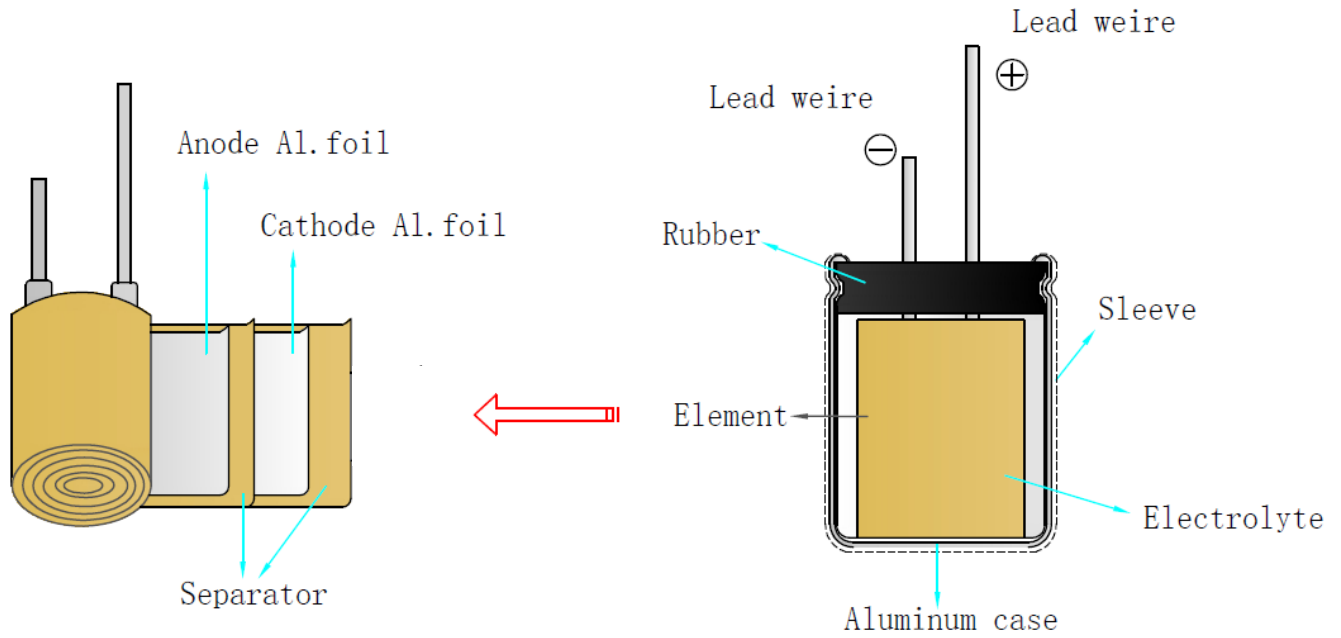 Lead weire
⊕
Lead weire
⊖
Anode Al.foil
Cathode Al.foil
Rubber
Sleeve
Element
Electrolyte
Separator
Aluminum case